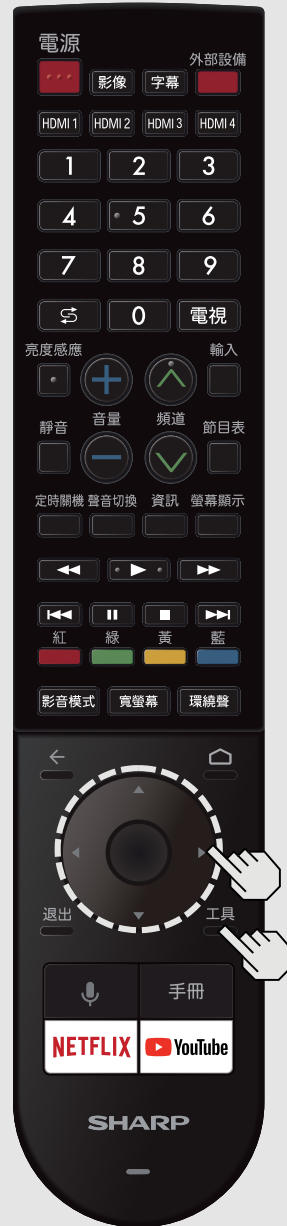 電源
外部設備
影像 字幕
HDMI 1 HDMI 2 HDMI 3 HDMI 4
1 2 3
4 5 6
7 8 9
0 電視
亮度感應 輸入
音量 頻道
靜音 節目表
定時關機 聲音切換 資訊 螢幕顯示
紅 綠 黃 藍
影音模式 寬螢幕 環繞聲
退出 工具
手冊
NETFLIX YouTube
SHARP